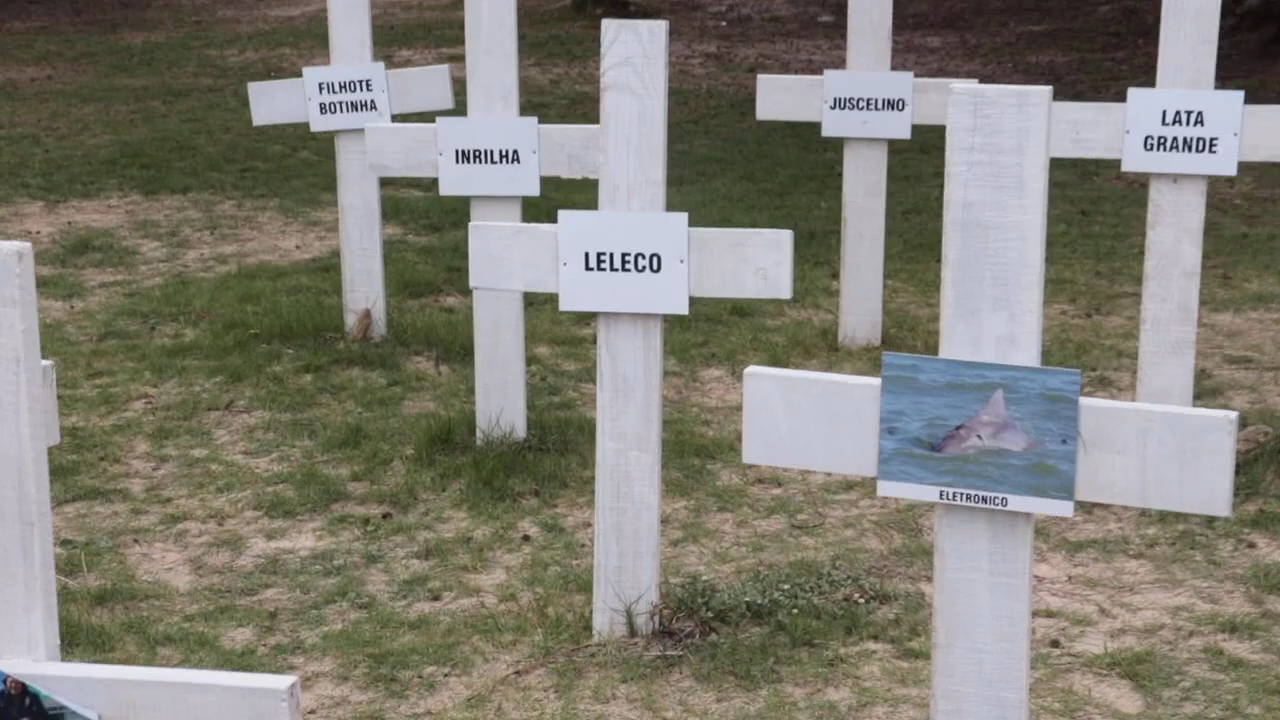 FILHOTE
BOTINHA
INRILHA
LELECO
JUSCELINO
LATA
GRANDE
ELETRONICO